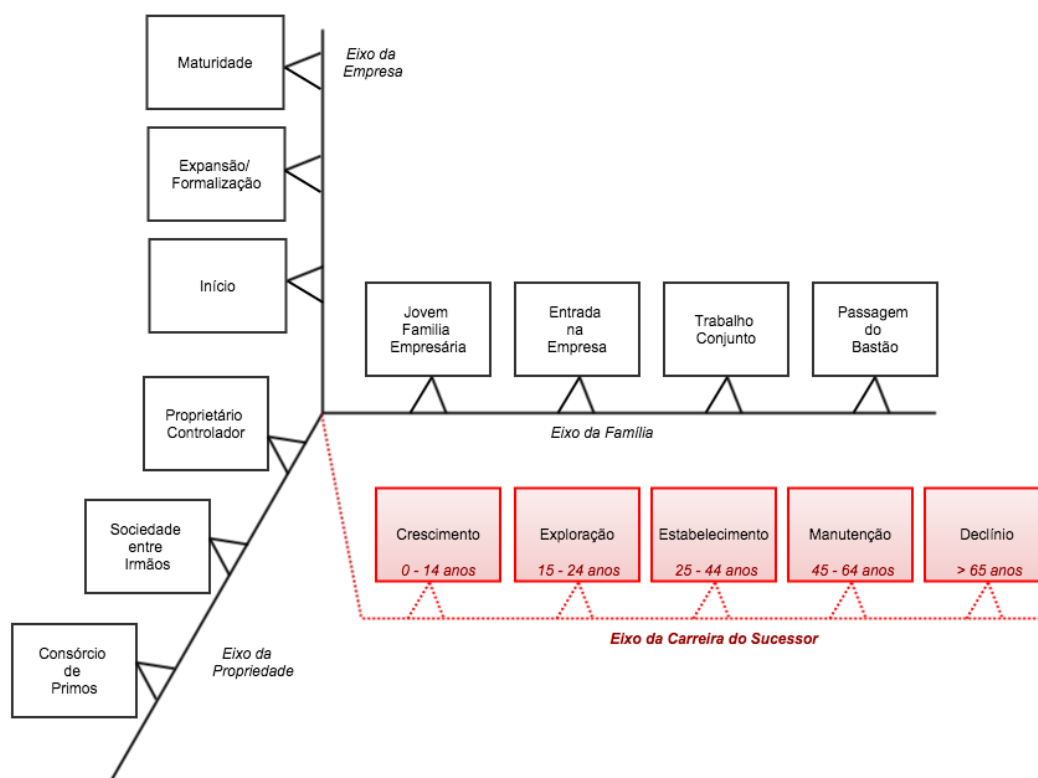 Maturidade
Eixo da
Empresa
Expansão/
Formalização
Início
Jovem
Familia
Empresária
Entrada
na
Empresa
Trabalho
Conjunto
Passagem
do
Bastão
Eixo da Família
Proprietário
Controlador
Sociedade
entre
Irmãos
Consórcio
de
Primos
Eixo da
Propriedade
Crescimento
0 - 14 anos
Exploração
15 - 24 anos
Estabelecimento
25 - 44 anos
Manutenção
45 - 64 anos
Declínio
> 65 anos
Eixo da Carreira do Sucessor